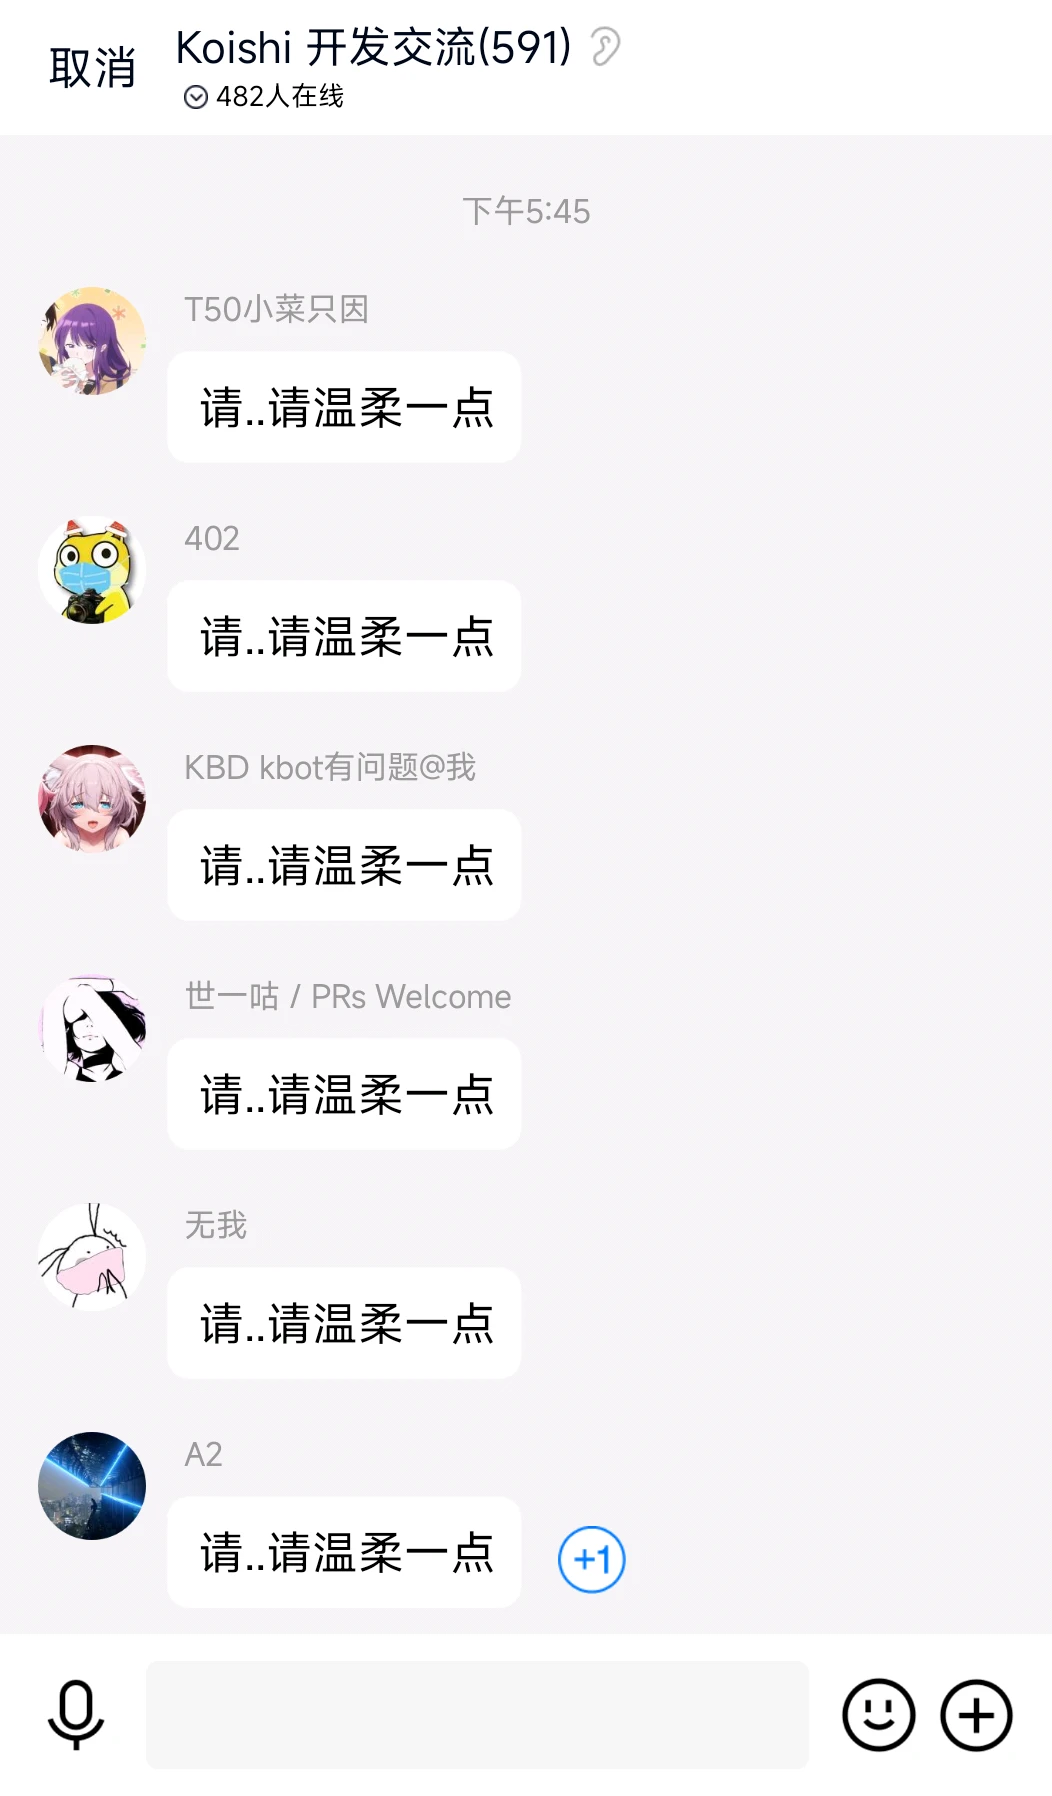 取消
Koishi 开发交流(591)
482人在线
下午5:45
T50小菜只因
请..请温柔一点
402
请..请温柔一点
KBD kbot有问题@我
请..请温柔一点
世一咕 / PRs Welcome
请..请温柔一点
无我
请..请温柔一点
A2
请..请温柔一点
+1